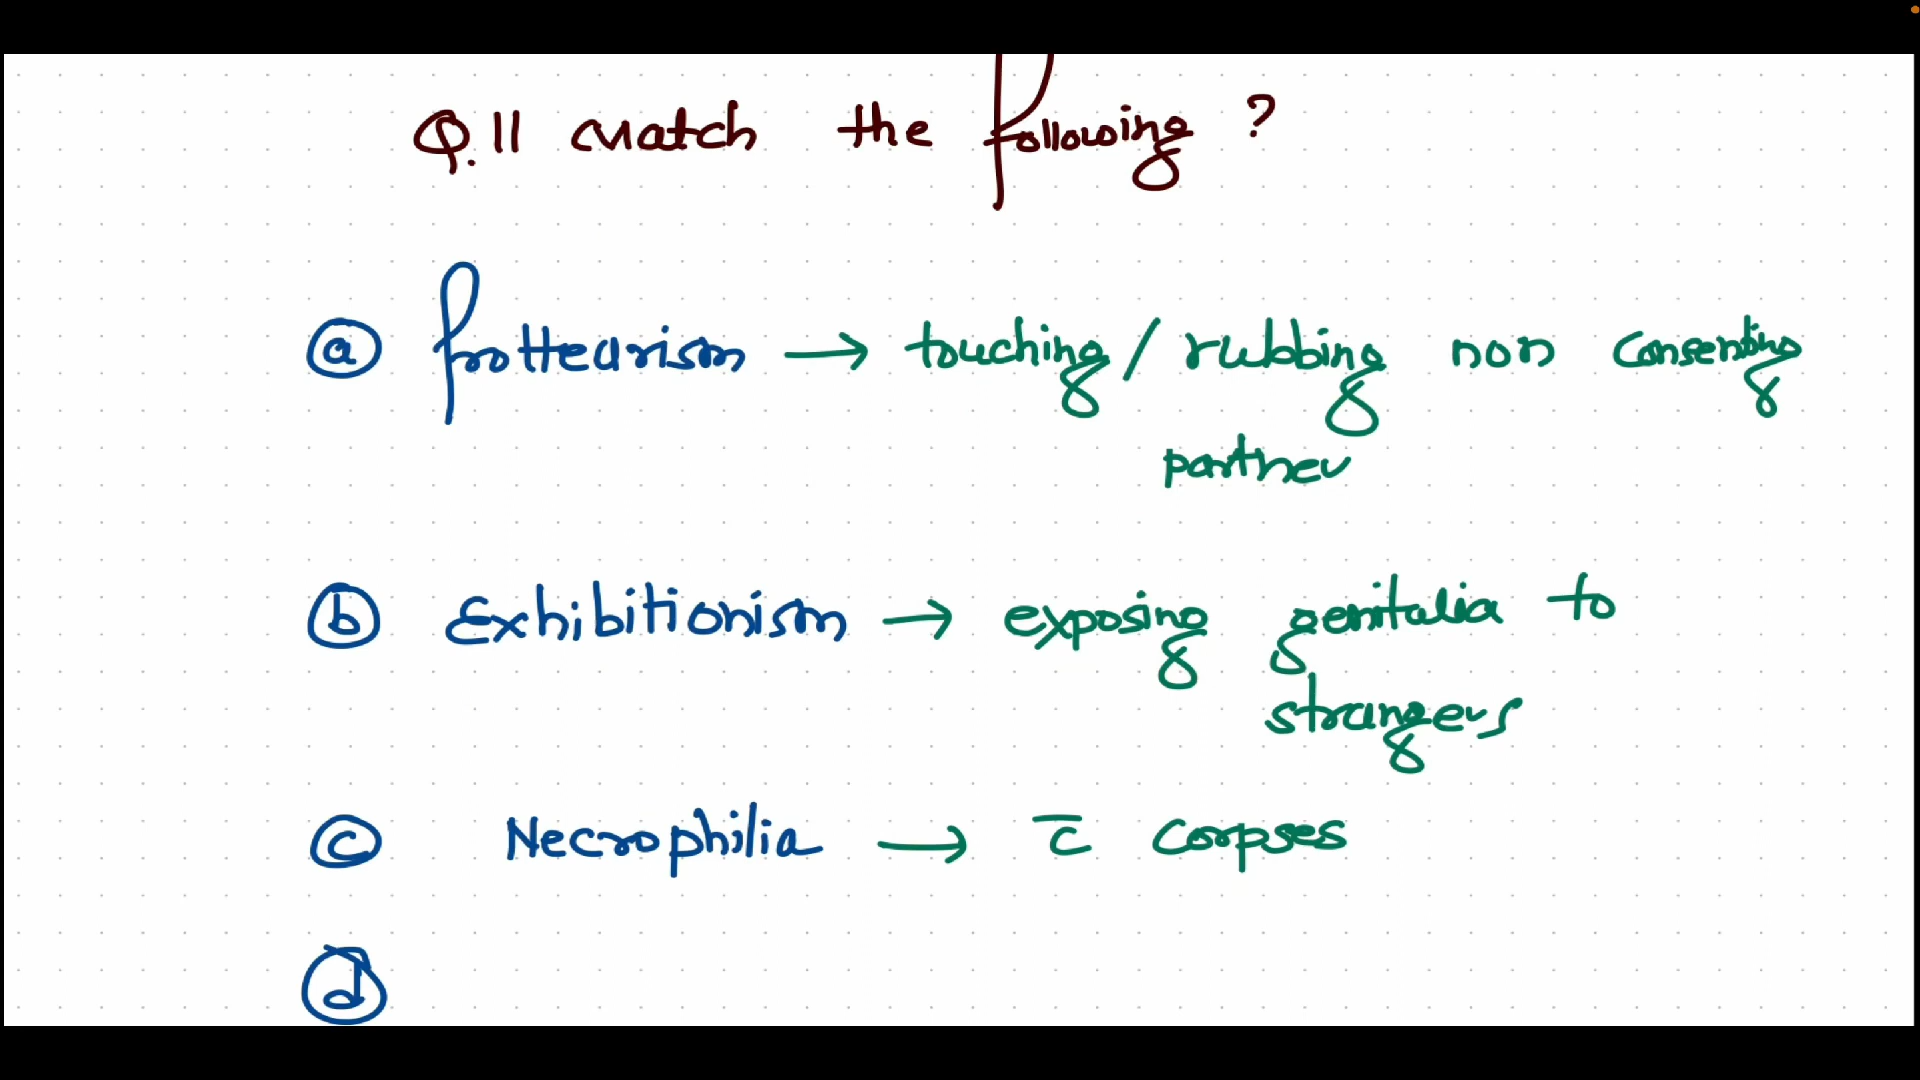 Q.11 Match the following ?
ⓐ frotteurism → touching / rubbing non consenting
partner
ⓑ Exhibitionism → exposing genitalia to
strangers
ⓒ Necrophilia → c̅ corpses
ⓓ